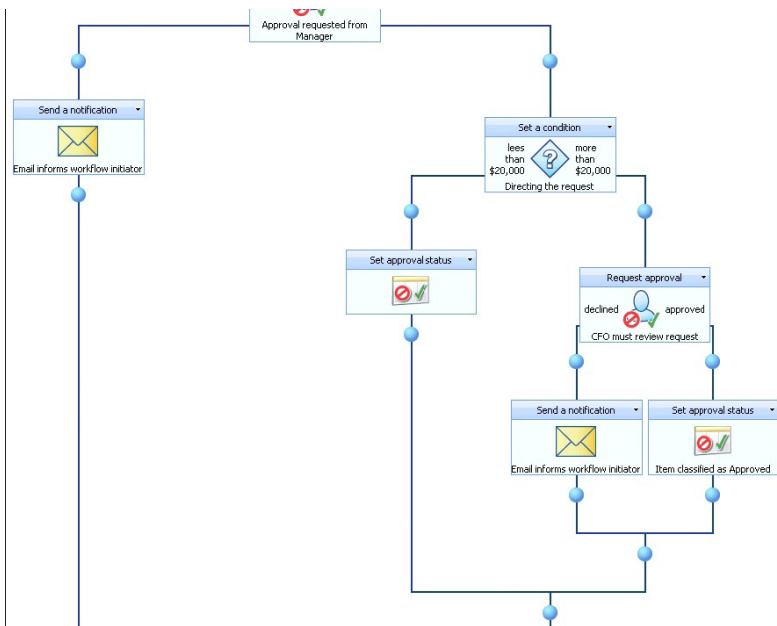 Approval requested from
Manager
Send a notification
Email informs workflow initiator
Set a condition
lees
than
$20,000
more
than
$20,000
Directing the request
Set approval status
Request approval
declined
approved
CFO must review request
Send a notification
Email informs workflow initiator
Set approval status
Item classified as Approved